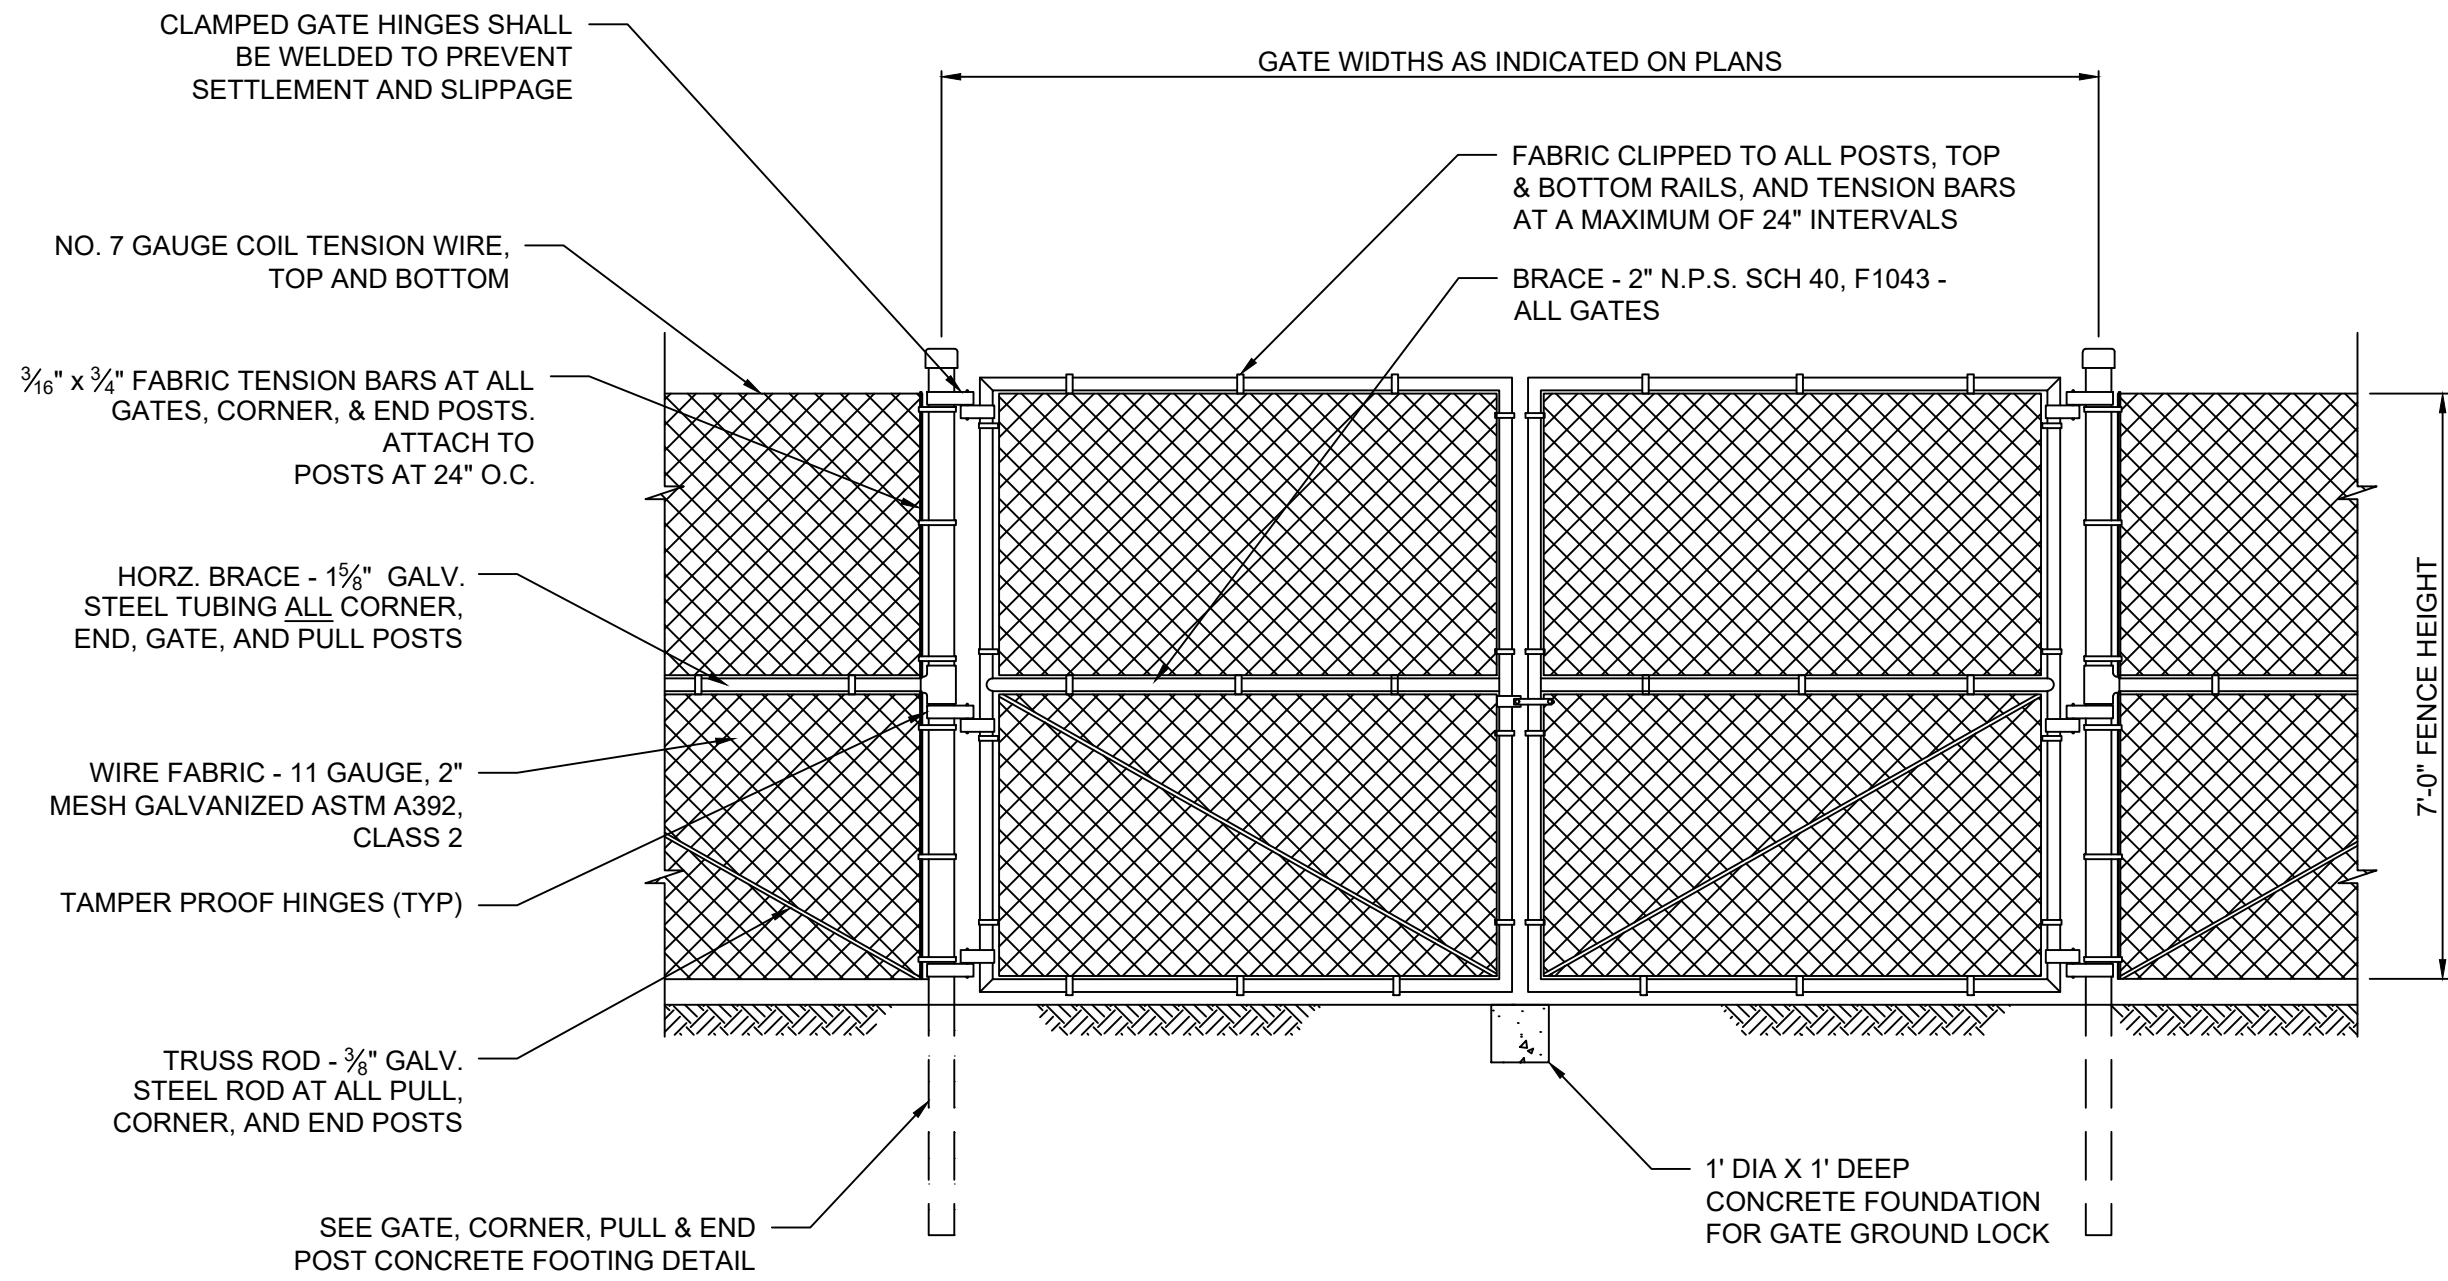 CLAMPED GATE HINGES SHALL
BE WELDED TO PREVENT
SETTLEMENT AND SLIPPAGE
GATE WIDTHS AS INDICATED ON PLANS
FABRIC CLIPPED TO ALL POSTS, TOP
& BOTTOM RAILS, AND TENSION BARS
AT A MAXIMUM OF 24" INTERVALS
NO. 7 GAUGE COIL TENSION WIRE,
TOP AND BOTTOM
BRACE - 2" N.P.S. SCH 40, F1043 -
ALL GATES
3⁄16" x 3⁄4" FABRIC TENSION BARS AT ALL
GATES, CORNER, & END POSTS.
ATTACH TO
POSTS AT 24" O.C.
HORZ. BRACE - 1 5⁄8" GALV.
STEEL TUBING ALL CORNER,
END, GATE, AND PULL POSTS
7'-0" FENCE HEIGHT
WIRE FABRIC - 11 GAUGE, 2"
MESH GALVANIZED ASTM A392,
CLASS 2
TAMPER PROOF HINGES (TYP)
TRUSS ROD - 3⁄8" GALV.
STEEL ROD AT ALL PULL,
CORNER, AND END POSTS
1' DIA X 1' DEEP
CONCRETE FOUNDATION
FOR GATE GROUND LOCK
SEE GATE, CORNER, PULL & END
POST CONCRETE FOOTING DETAIL